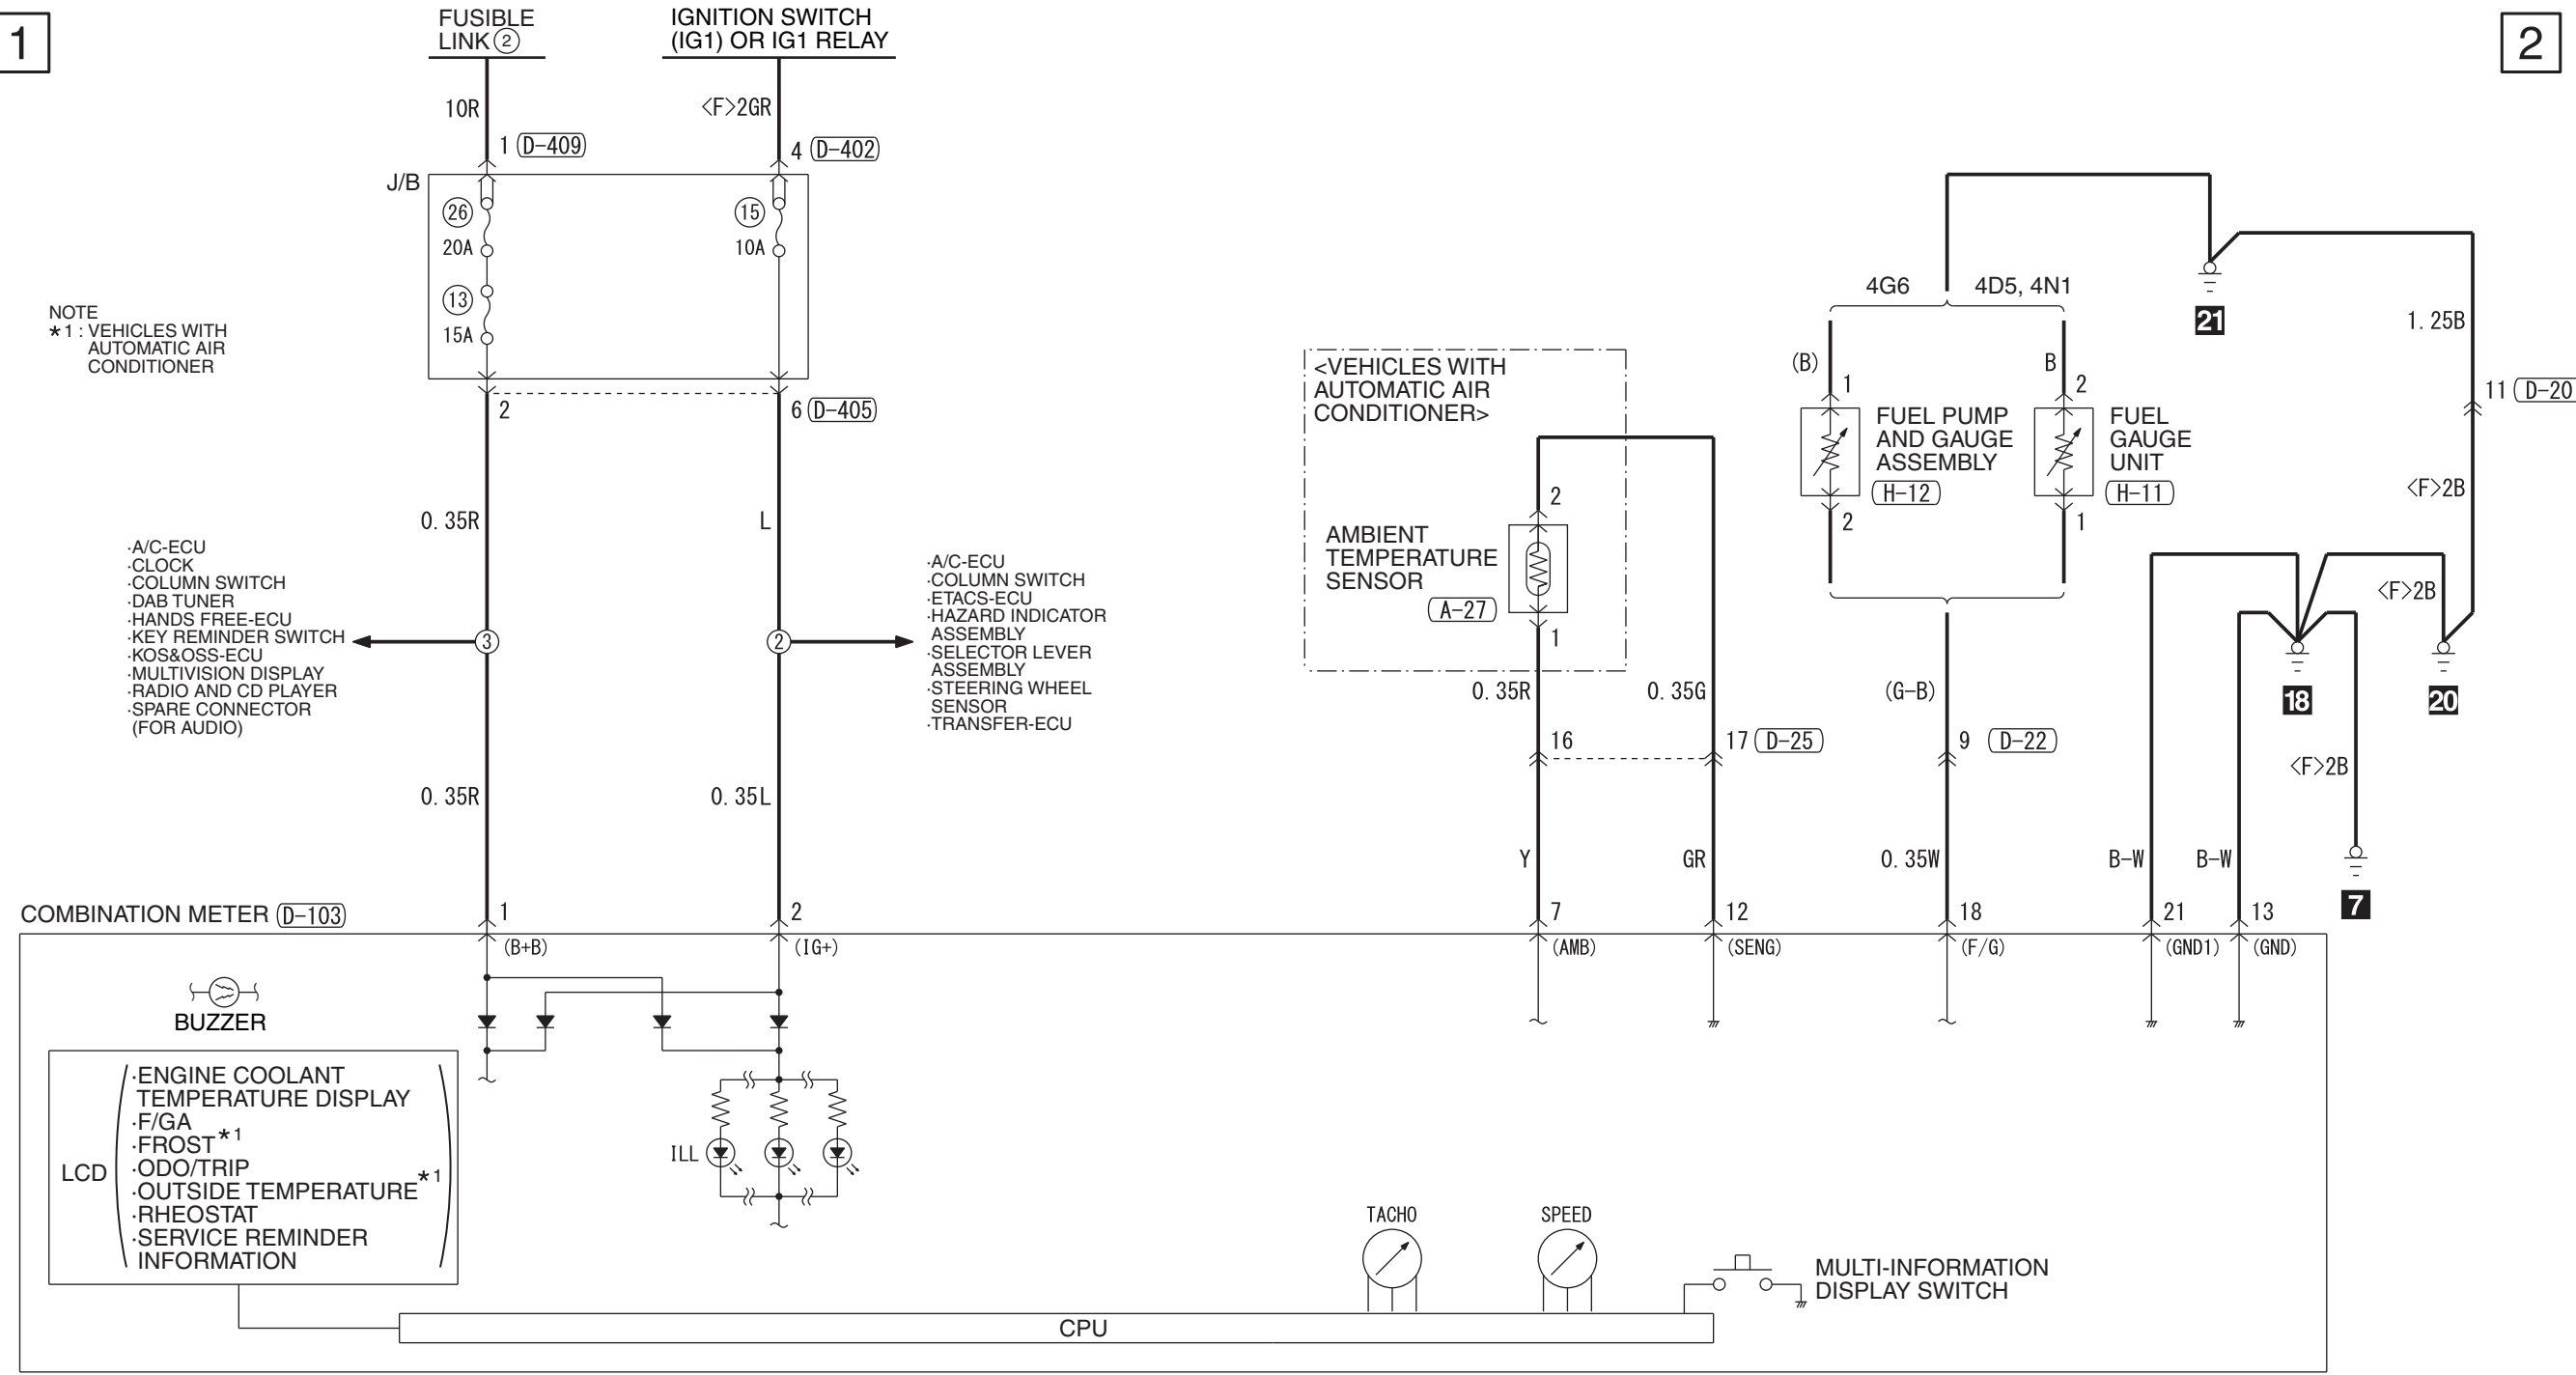 1
2
FUSIBLE
LINK ②
IGNITION SWITCH
(IG1) OR IG1 RELAY
10R
<F>2GR
1 (D-409)
4 (D-402)
J/B
26
20A
15
10A
13
15A
NOTE
*1 : VEHICLES WITH
AUTOMATIC AIR
CONDITIONER
2
6 (D-405)
0.35R
L
·A/C-ECU
·CLOCK
·COLUMN SWITCH
·DAB TUNER
·HANDS FREE-ECU
·KEY REMINDER SWITCH
·KOS&OSS-ECU
·MULTIVISION DISPLAY
·RADIO AND CD PLAYER
·SPARE CONNECTOR
(FOR AUDIO)
3
2
·A/C-ECU
·COLUMN SWITCH
·ETACS-ECU
·HAZARD INDICATOR
ASSEMBLY
·SELECTOR LEVER
ASSEMBLY
·STEERING WHEEL
SENSOR
·TRANSFER-ECU
0.35R
0.35L
<VEHICLES WITH
AUTOMATIC AIR
CONDITIONER>
2
AMBIENT
TEMPERATURE
SENSOR
A-27
1
0.35R
0.35G
16
17 (D-25)
Y
GR
4G6
4D5, 4N1
(B)
1
B
2
FUEL PUMP
AND GAUGE
ASSEMBLY
H-12
2
FUEL
GAUGE
UNIT
H-11
1
(G-B)
9 (D-22)
0.35W
21
1.25B
11 (D-20
<F>2B
<F>2B
18
20
<F>2B
B-W
B-W
7
COMBINATION METER (D-103)
1
2
7
12
18
21
13
(B+B)
(IG+)
(AMB)
(SENG)
(F/G)
(GND1)
(GND)
BUZZER
LCD
·ENGINE COOLANT
TEMPERATURE DISPLAY
·F/GA
·FROST*1
·ODO/TRIP
·OUTSIDE TEMPERATURE*1
·RHEOSTAT
·SERVICE REMINDER
INFORMATION
ILL
TACHO
SPEED
MULTI-INFORMATION
DISPLAY SWITCH
CPU